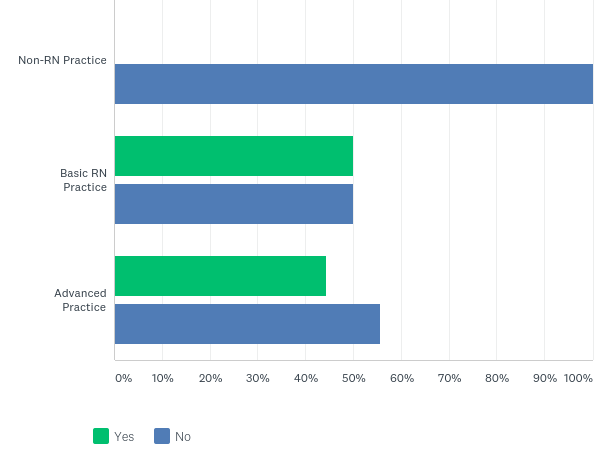 Non-RN Practice
Basic RN
Practice
Advanced
Practice
0% 10% 20% 30% 40% 50% 60% 70% 80% 90% 100%
Yes No